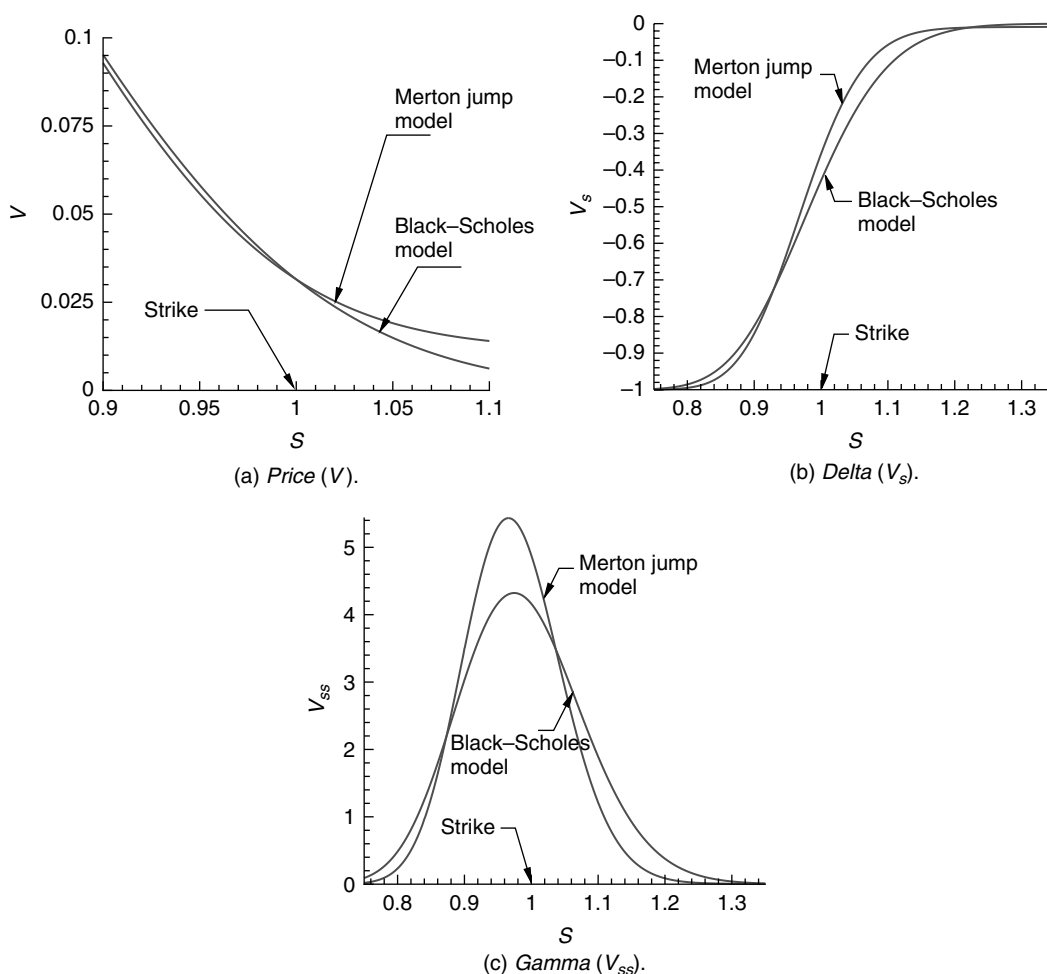 0.1
0.075
0.05
0.025
0
V
Merton jump
model
Black–Scholes
model
Strike
0.9
0.95
1
1.05
1.1
S
(a) Price (V).
0
–0.1
–0.2
–0.3
–0.4
–0.5
–0.6
–0.7
–0.8
–0.9
–1
Vs
Merton jump
model
Black–Scholes
model
Strike
0.8
0.9
1
1.1
1.2
1.3
S
(b) Delta (Vs).
5
4
3
2
1
0
Vss
Merton jump
model
Black–Scholes
model
Strike
0.8
0.9
1
1.1
1.2
1.3
S
(c) Gamma (Vss).